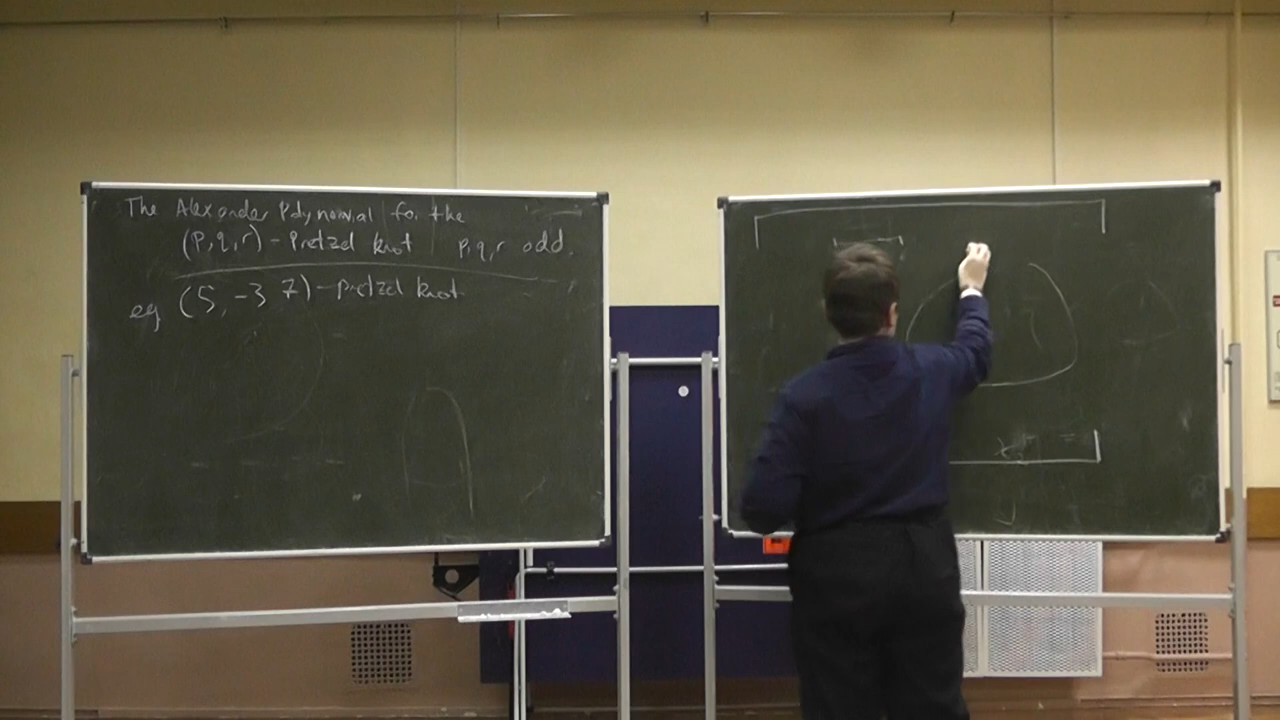 The Alexander Polynomial for the
(p,q,r) - Pretzel knot p,q,r odd.
eg (5, -3 7) - pretzel knot